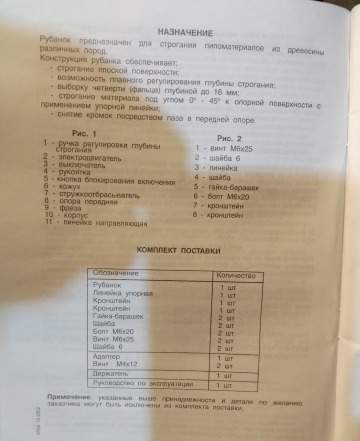 НАЗНАЧЕНИЕ
Рубанок предназначен для строгания пиломатериалов из древесины
различных пород.
Конструкция рубанка обеспечивает:
- строгание плоской поверхности;
- возможность плавного регулирования глубины строгания;
- выборку четверти (фальца) глубиной до 16 мм;
- строгание материала под углом 0° - 45° к опорной поверхности с
применением упорной линейки;
- снятие кромок посредством паза в передней опоре.
Рис. 1
1 - ручка регулировки глубины
строгания
2 - электродвигатель
3 - выключатель
4 - рукоятка
5 - кнопка блокирования включения
6 - кожух
7 - стружкоотбрасыватель
8 - опора передняя
9 - фреза
10 - корпус
11 - линейка направляющая
Рис. 2
1 - винт М6х25
2 - шайба 6
3 - линейка
4 - шайба
5 - гайка-барашек
6 - болт М6х20
7 - кронштейн
8 - кронштейн
КОМПЛЕКТ ПОСТАВКИ
Обозначение Количество
Рубанок 1 шт
Линейка упорная 1 шт
Кронштейн 1 шт
Кронштейн 1 шт
Гайка-барашек 2 шт
Шайба 2 шт
Болт М6х20 2 шт
Винт М6х25 2 шт
Шайба 6 2 шт
Адаптер 1 шт
Винт М4х12 2 шт
Держатель 1 шт
Руководство по эксплуатации 1 шт
Примечание: указанные выше принадлежности и детали по желанию
заказчика могут быть исключены из комплекта поставки.